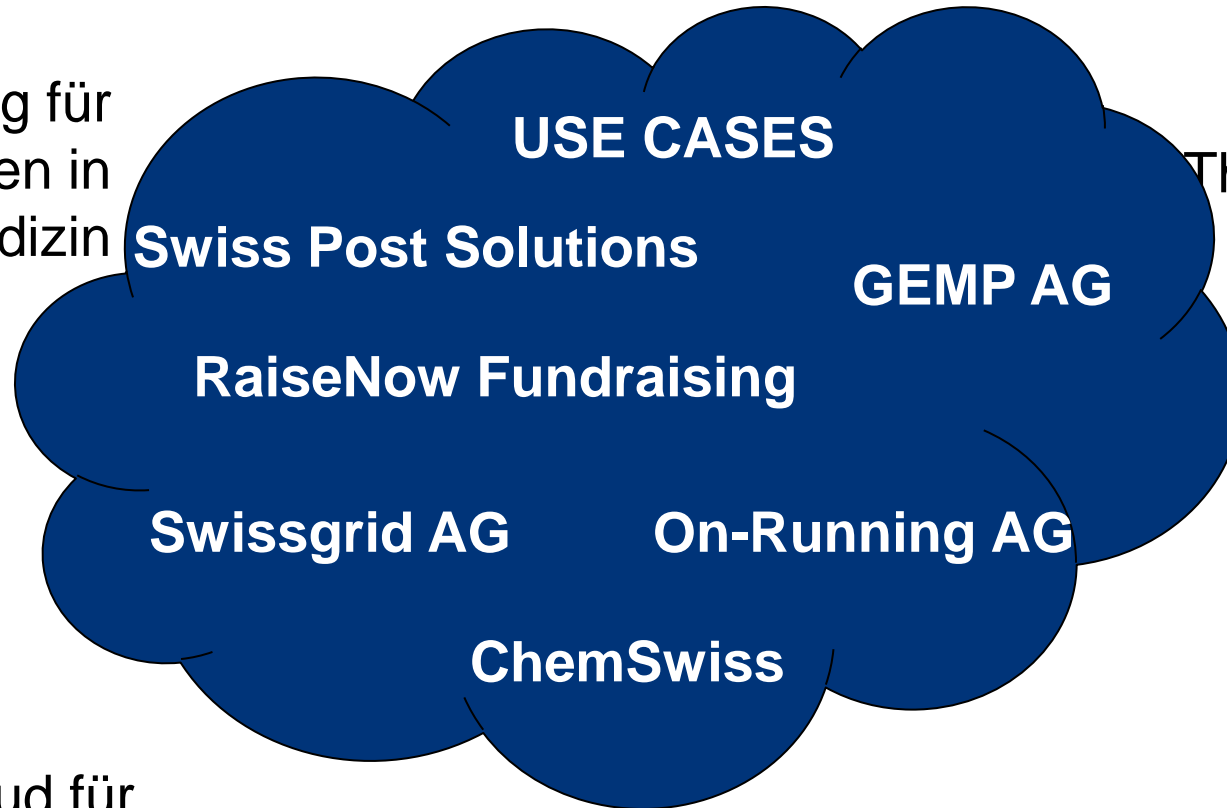 USE CASES
g für
en in
dizin
Th
Swiss Post Solutions
GEMP AG
RaiseNow Fundraising
Swissgrid AG
On-Running AG
ChemSwiss
ud für